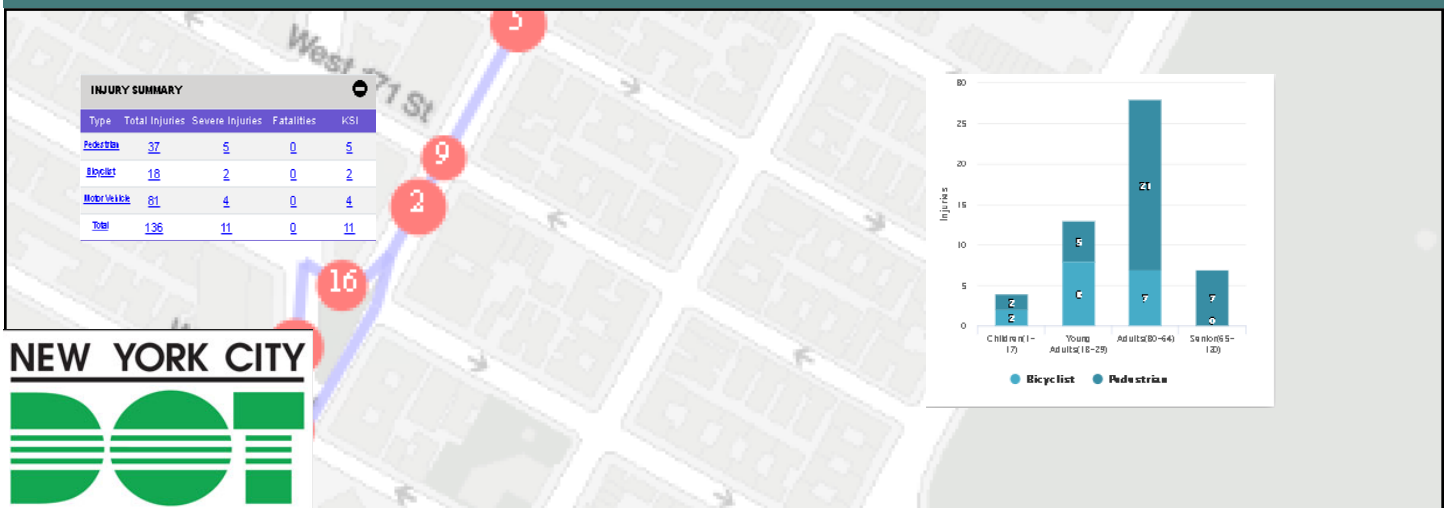 West 171 St
INJURY SUMMARY
Type Total Injuries Severe Injuries Fatalities KSI
Pedestrian 37 5 0 5
Bicyclist 18 2 0 2
Motor Vehicle 81 4 0 4
Total 136 11 0 11
9
2
16
NEW YORK CITY
DOT
30
25
20
15
10
5
0
Injuries
2
2
5
8
21
7
7
0
Children(1-
17)
Young
Adults(18-29)
Adults(30-64)
Senior(65-
120)
Bicyclist Pedestrian